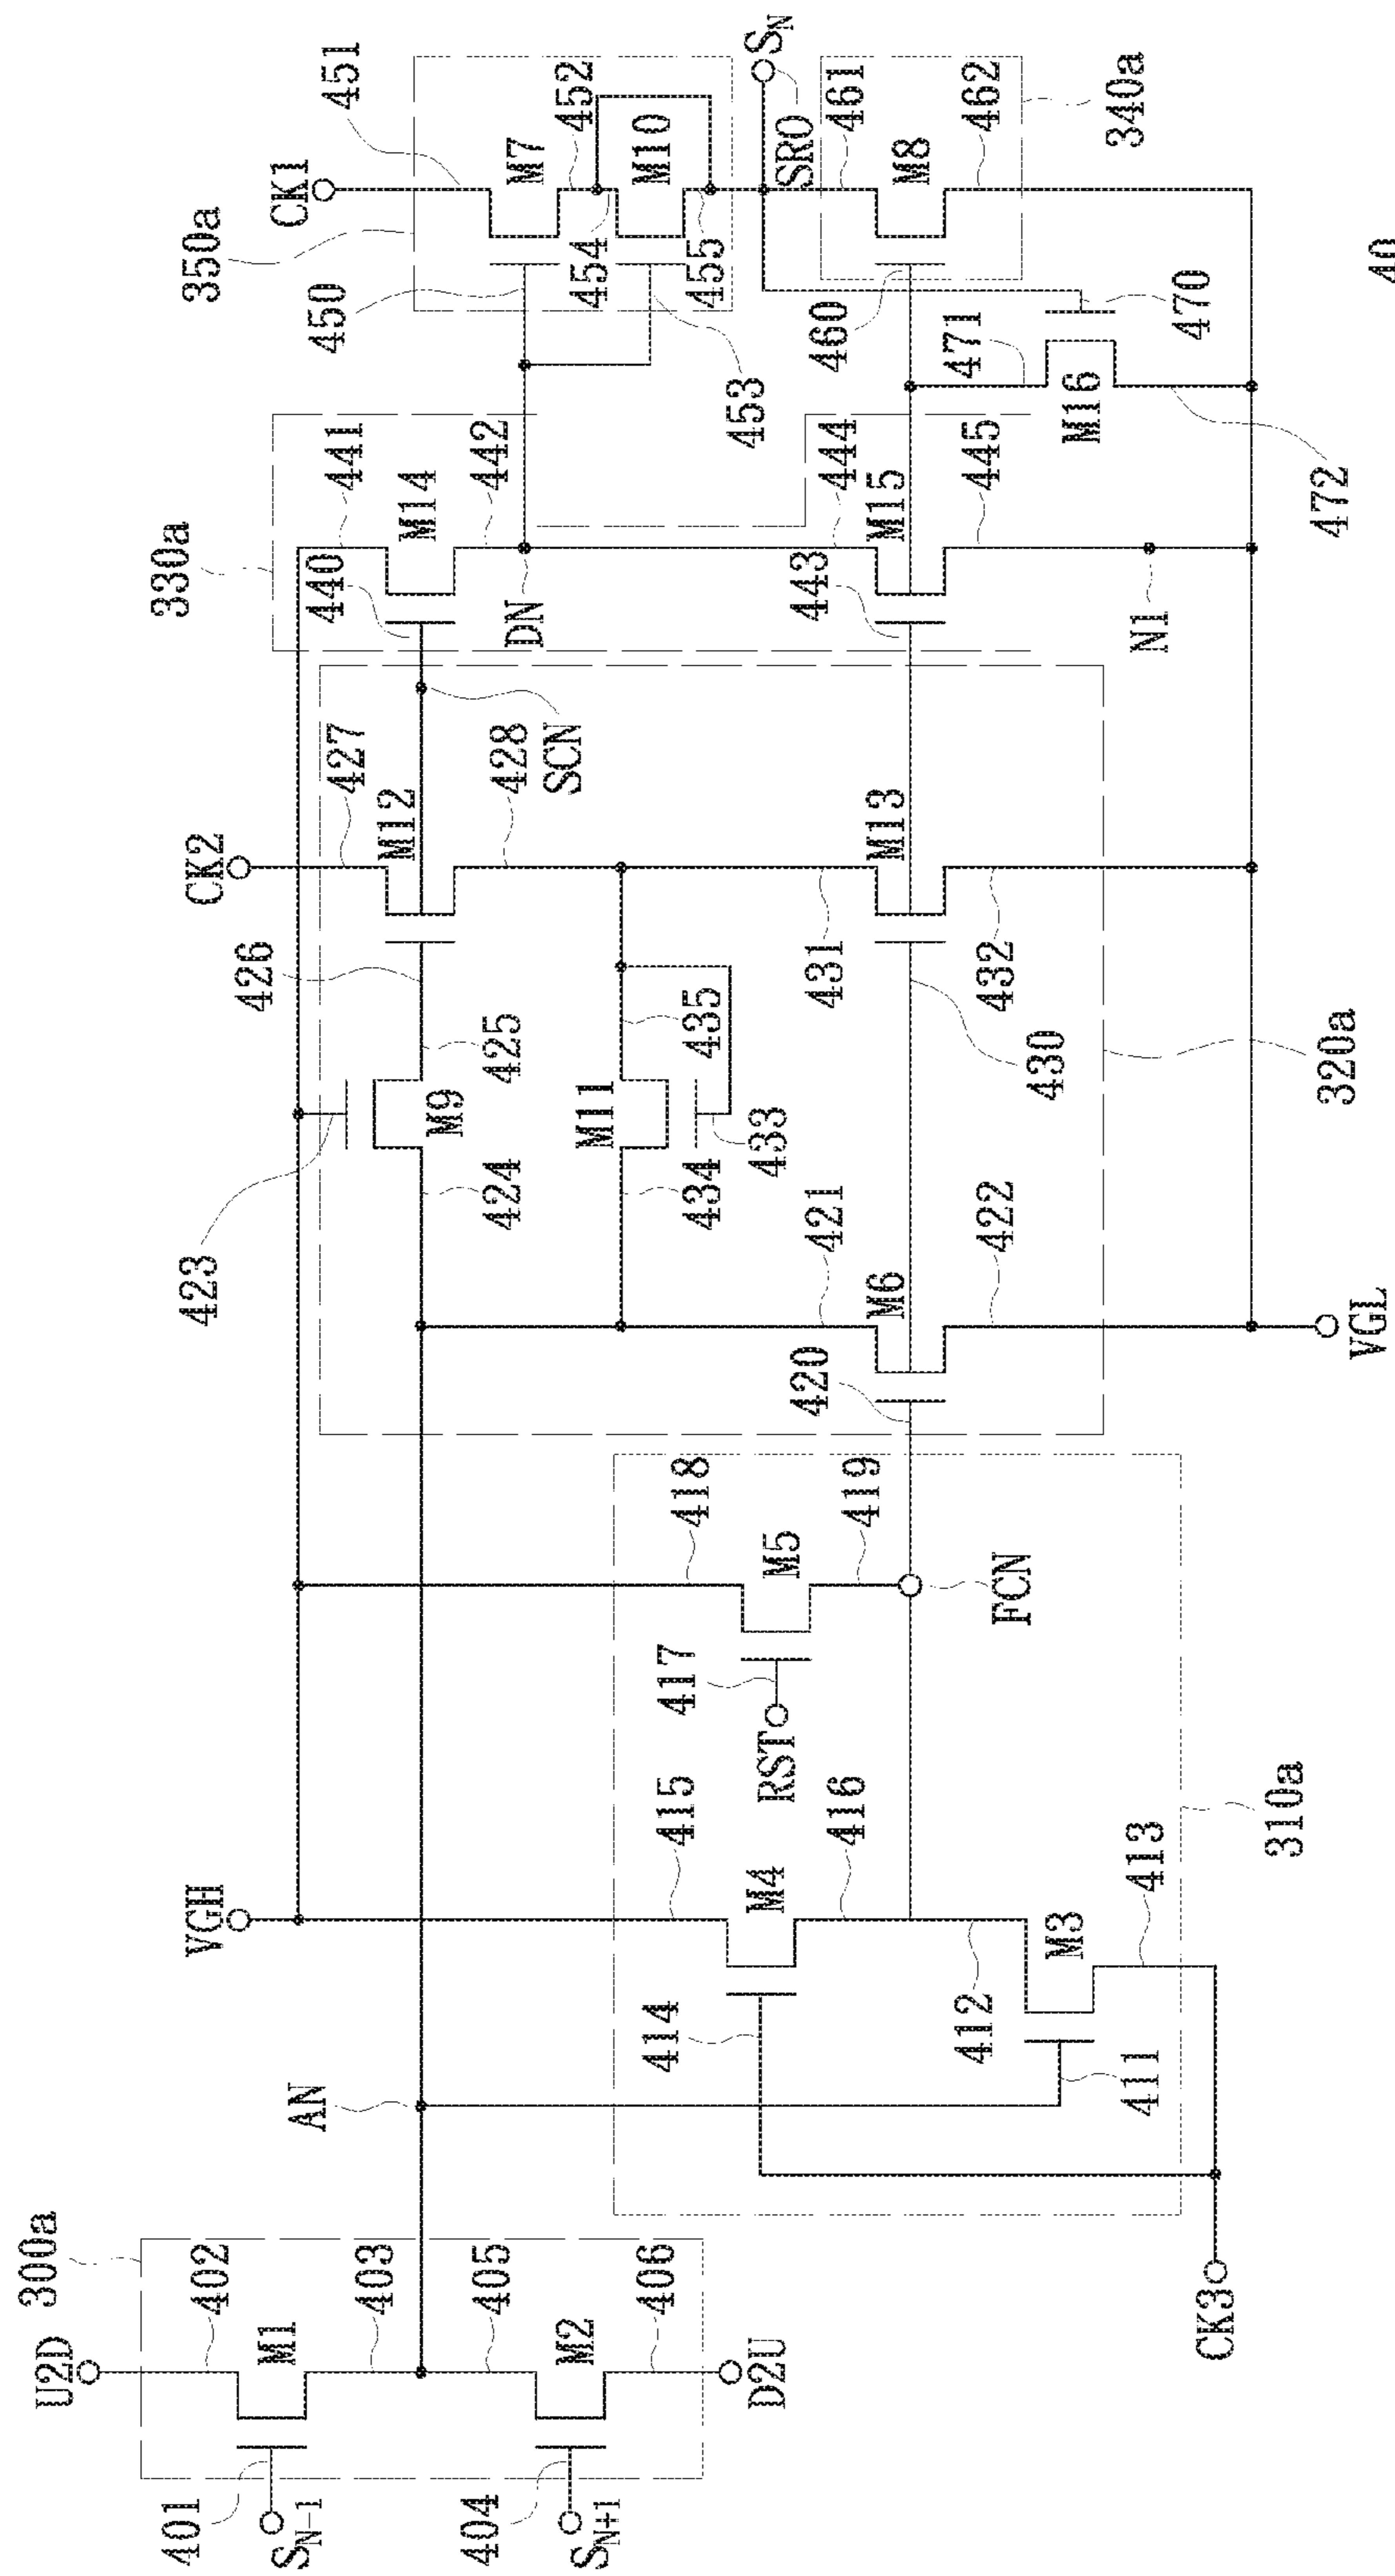 U2D
300a
402
M1
403
401
S_N-1
405
M2
406
404
S_N+1
D2U
AN
VGH
415
M4
416
414
412
M3
413
411
CK3
310a
418
M5
419
417
RST
FCN
423
424
M9
425
426
CK2
427
M12
428
SCN
M11
434
435
433
421
M6
422
420
431
M13
432
430
320a
VGL
330a
441
M14
442
440
DN
444
M15
445
443
N1
350a
CK1
451
M7
452
450
454
M10
455
453
S_N
SRO
461
M8
462
460
340a
471
M16
470
472
40